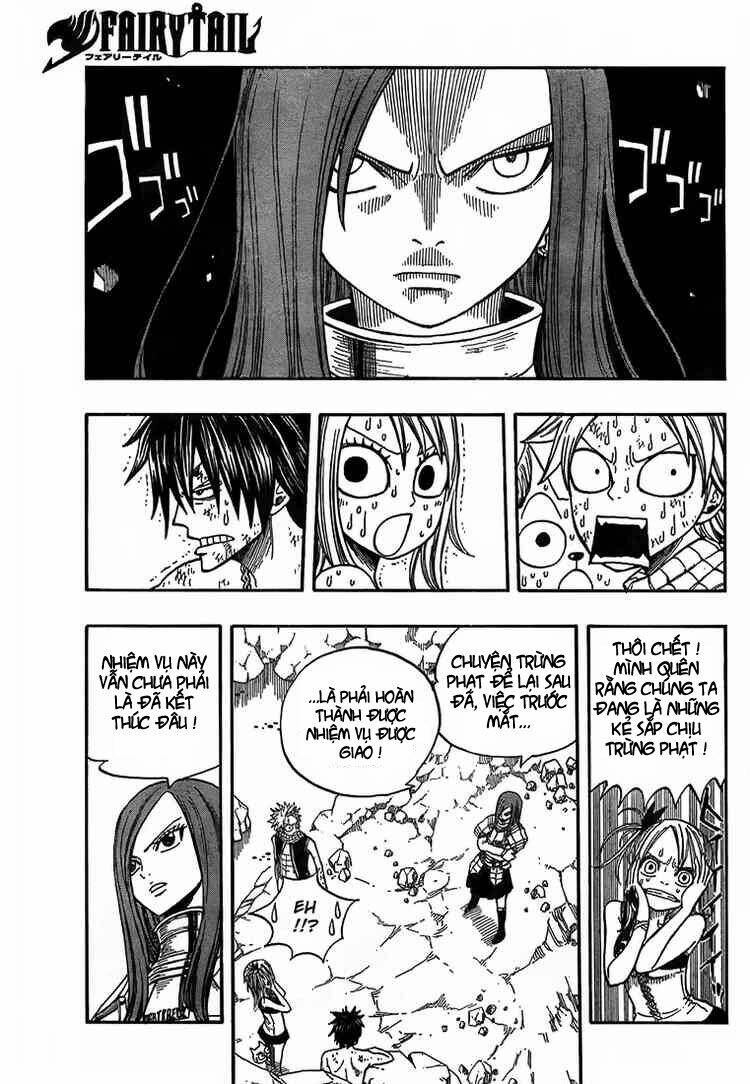 FAIRY TAIL
フェアリーテイル
ゴゴゴ
ゴゴゴ
THÔI CHẾT !
MÌNH QUÊN
RẰNG CHÚNG TA
ĐANG LÀ NHỮNG
KẺ SẮP CHỊU
TRỪNG PHẠT !
CHUYỆN TRỪNG
PHẠT ĐỂ LẠI SAU
ĐÃ, VIỆC TRƯỚC
MẮT...
...LÀ PHẢI HOÀN
THÀNH ĐƯỢC
NHIỆM VỤ ĐƯỢC
GIAO !
EH
!!?
NHIỆM VỤ NÀY
VẪN CHƯA PHẢI
LÀ ĐÃ KẾT
THÚC ĐÂU !